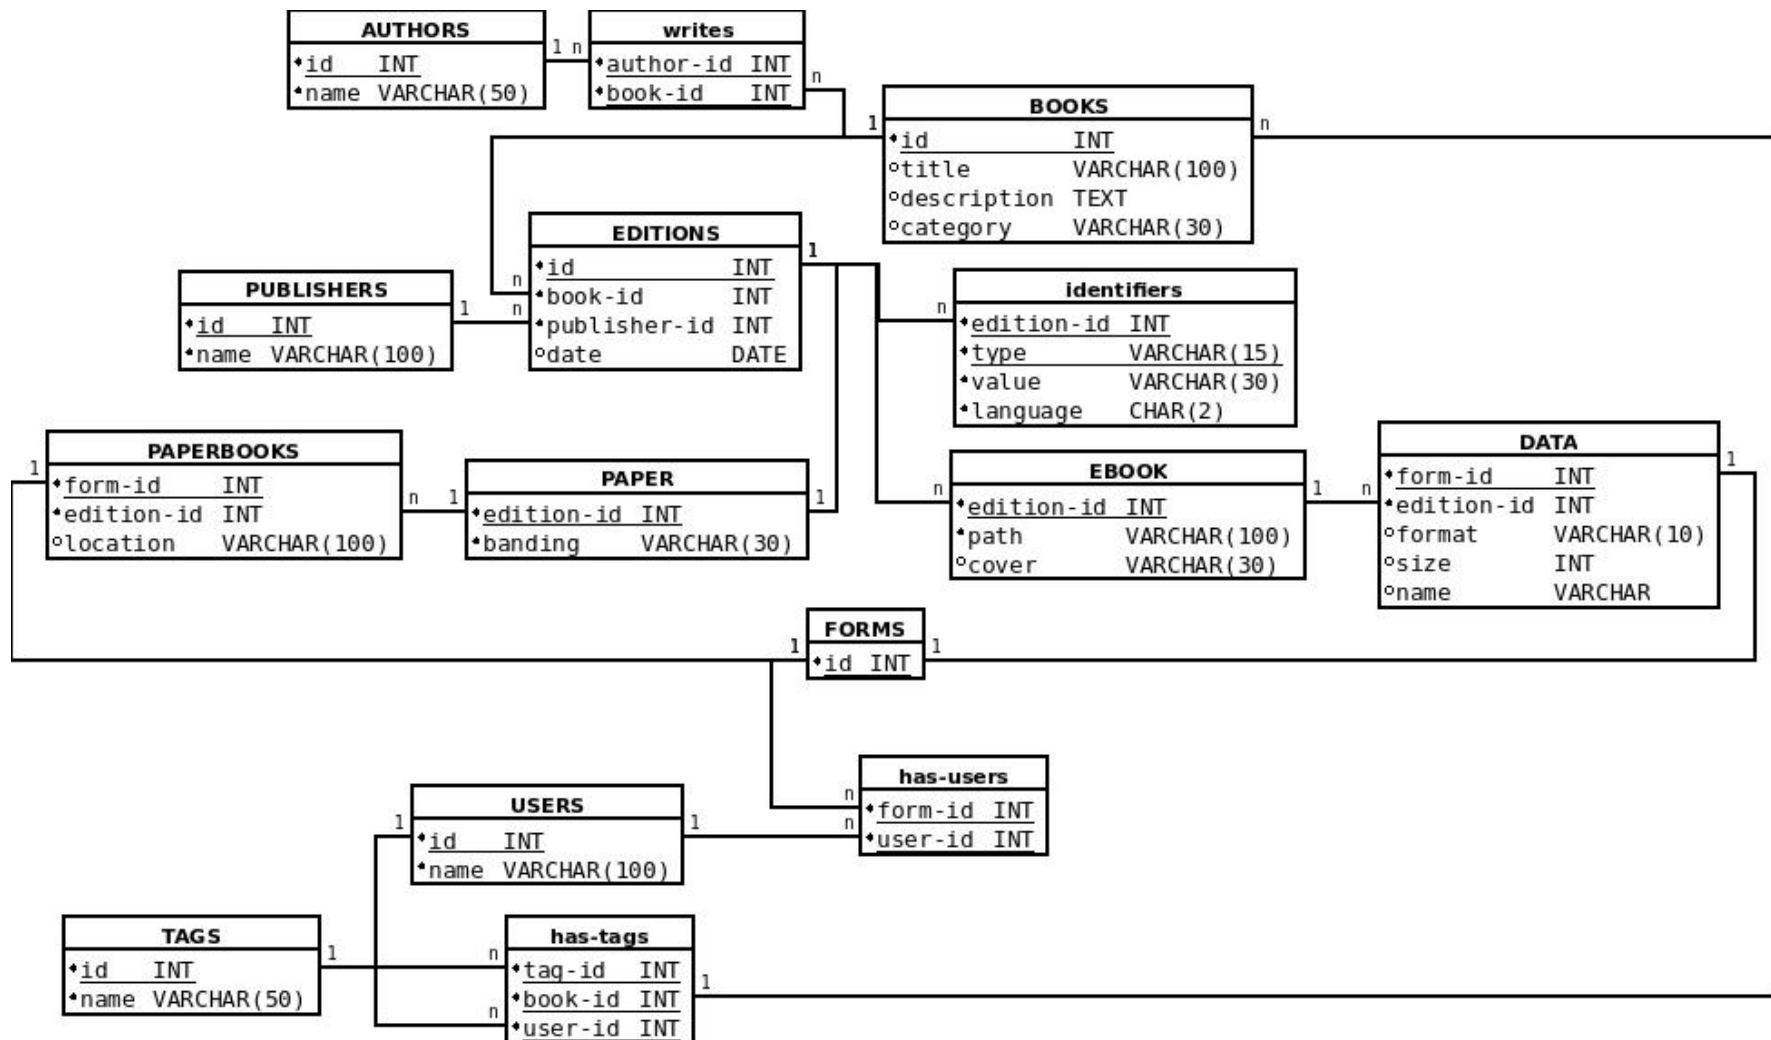 AUTHORS
id INT
name VARCHAR(50)
1 n
writes
author-id INT
book-id INT
n
1
BOOKS
id INT
title VARCHAR(100)
description TEXT
category VARCHAR(30)
n
EDITIONS
id INT
book-id INT
publisher-id INT
date DATE
1
n
n
PUBLISHERS
id INT
name VARCHAR(100)
1
identifiers
edition-id INT
type VARCHAR(15)
value VARCHAR(30)
language CHAR(2)
n
PAPERBOOKS
form-id INT
edition-id INT
location VARCHAR(100)
1
n 1
PAPER
edition-id INT
banding VARCHAR(30)
1
n
EBOOK
edition-id INT
path VARCHAR(100)
cover VARCHAR(30)
1 n
DATA
form-id INT
edition-id INT
format VARCHAR(10)
size INT
name VARCHAR
1
1
FORMS
id INT
1
has-users
form-id INT
user-id INT
n
n
1
USERS
id INT
name VARCHAR(100)
1
TAGS
id INT
name VARCHAR(50)
1
n
n
has-tags
tag-id INT
book-id INT
user-id INT
1